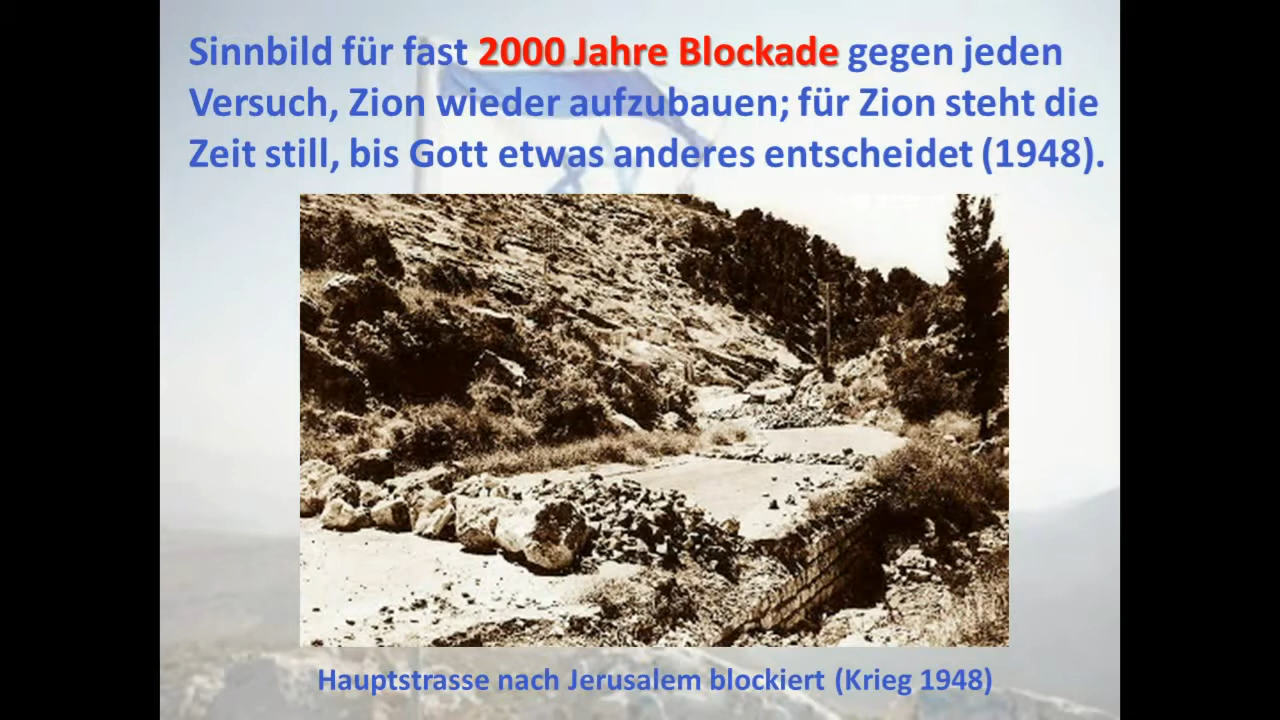 Sinnbild für fast 2000 Jahre Blockade gegen jeden
Versuch, Zion wieder aufzubauen; für Zion steht die
Zeit still, bis Gott etwas anderes entscheidet (1948).
Hauptstrasse nach Jerusalem blockiert (Krieg 1948)